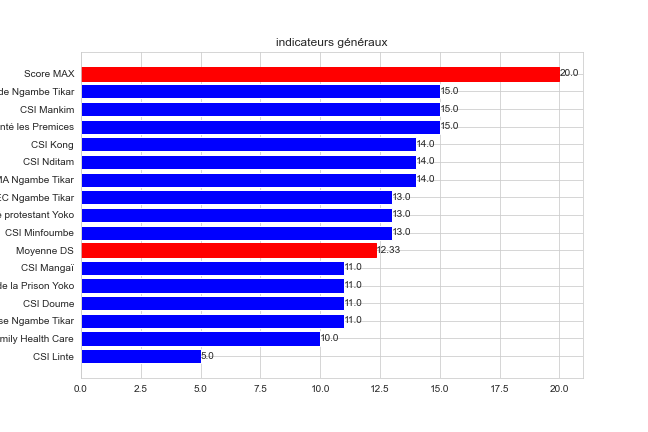 indicateurs généraux
Score MAX 20.0
de Ngambe Tikar 15.0
CSI Mankim 15.0
nté les Premices 15.0
CSI Kong 14.0
CSI Nditam 14.0
MA Ngambe Tikar 14.0
EC Ngambe Tikar 13.0
e protestant Yoko 13.0
CSI Minfoumbe 13.0
Moyenne DS 12.33
CSI Mangaï 11.0
de la Prison Yoko 11.0
CSI Doume 11.0
se Ngambe Tikar 11.0
mily Health Care 10.0
CSI Linte 5.0
0.0 2.5 5.0 7.5 10.0 12.5 15.0 17.5 20.0